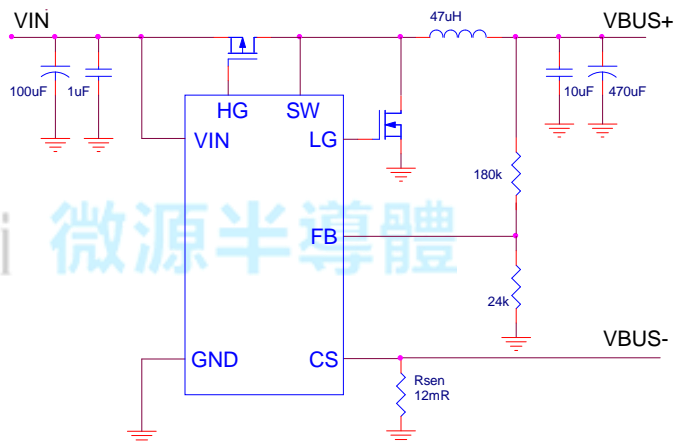 VIN
47uH
VBUS+
100uF
1uF
10uF
470uF
HG
SW
VIN
LG
180k
i 微源半導體
FB
24k
VBUS-
GND
CS
Rsen
12mR